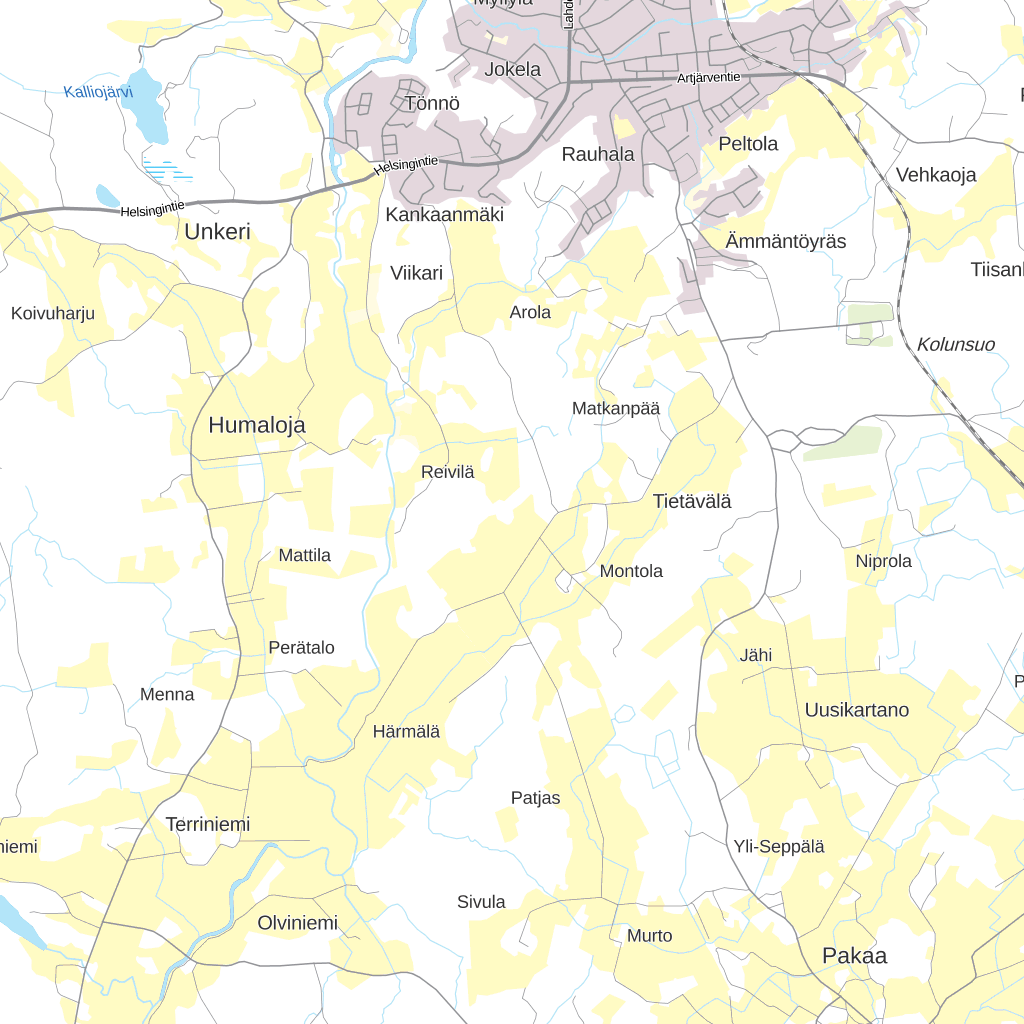 Myllylä
Jokela
Artjärventie
Kalliojärvi
Tönnö
Peltola
Rauhala
Helsingintie
Vehkaoja
Helsingintie
Kankaanmäki
Unkeri
Ämmäntöyräs
Viikari
Koivuharju
Arola
Kolunsuo
Matkanpää
Humaloja
Reivilä
Tietävälä
Mattila
Niprola
Montola
Perätalo
Jähi
Menna
Uusikartano
Härmälä
Patjas
Terriniemi
Yli-Seppälä
Sivula
Olviniemi
Murto
Pakaa